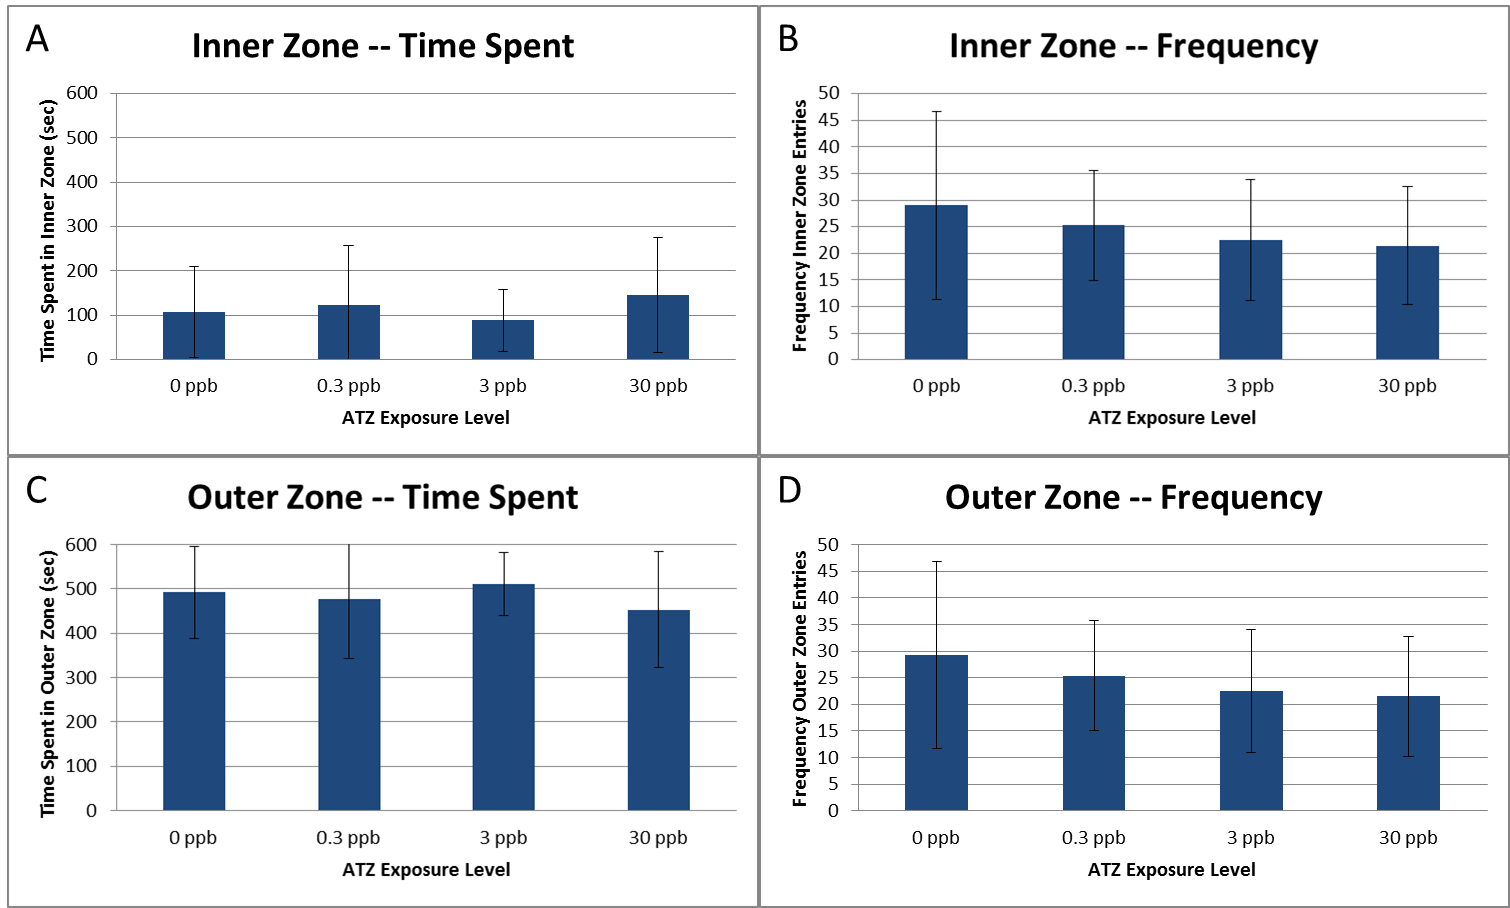 A
Inner Zone -- Time Spent
Time Spent in Inner Zone (sec)
600
500
400
300
200
100
0
0 ppb 0.3 ppb 3 ppb 30 ppb
ATZ Exposure Level
B
Inner Zone -- Frequency
Frequency Inner Zone Entries
50
45
40
35
30
25
20
15
10
5
0
0 ppb 0.3 ppb 3 ppb 30 ppb
ATZ Exposure Level
C
Outer Zone -- Time Spent
Time Spent in Outer Zone (sec)
600
500
400
300
200
100
0
0 ppb 0.3 ppb 3 ppb 30 ppb
ATZ Exposure Level
D
Outer Zone -- Frequency
Frequency Outer Zone Entries
50
45
40
35
30
25
20
15
10
5
0
0 ppb 0.3 ppb 3 ppb 30 ppb
ATZ Exposure Level